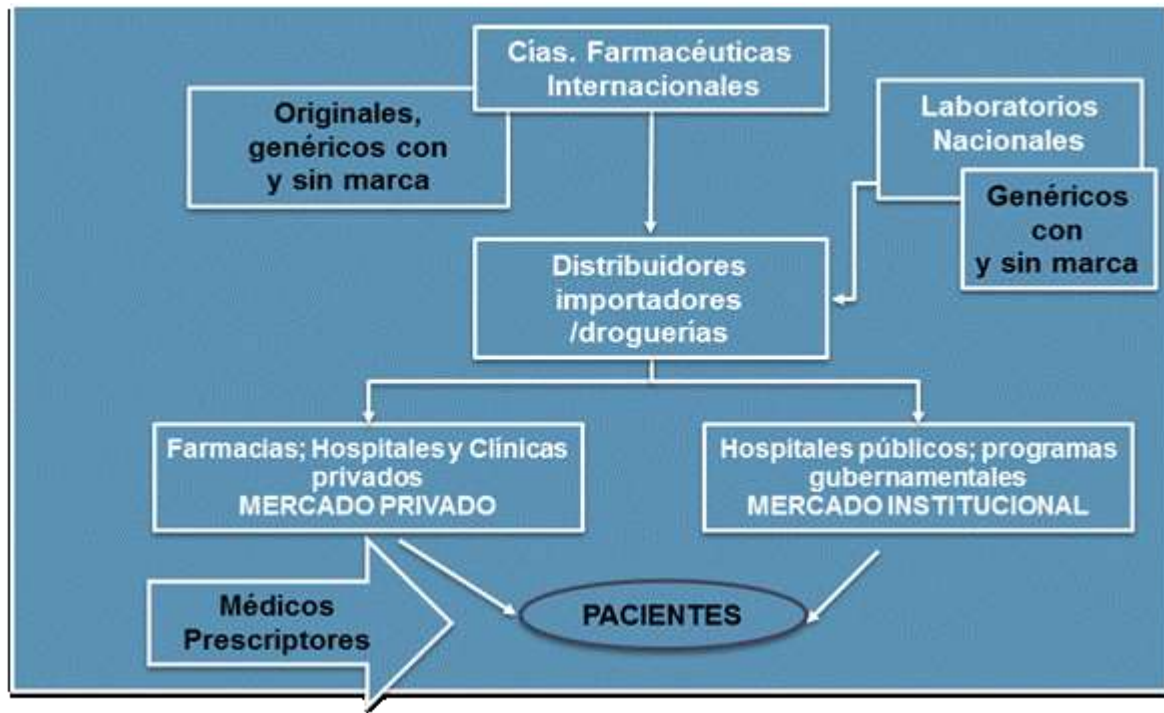 Cías. Farmacéuticas
Internacionales
Originales,
genéricos con
y sin marca
Laboratorios
Nacionales
Genéricos
con
y sin marca
Distribuidores
importadores
/droguerías
Farmacias; Hospitales y Clínicas
privados
MERCADO PRIVADO
Hospitales públicos; programas
gubernamentales
MERCADO INSTITUCIONAL
Médicos
Prescriptores
PACIENTES